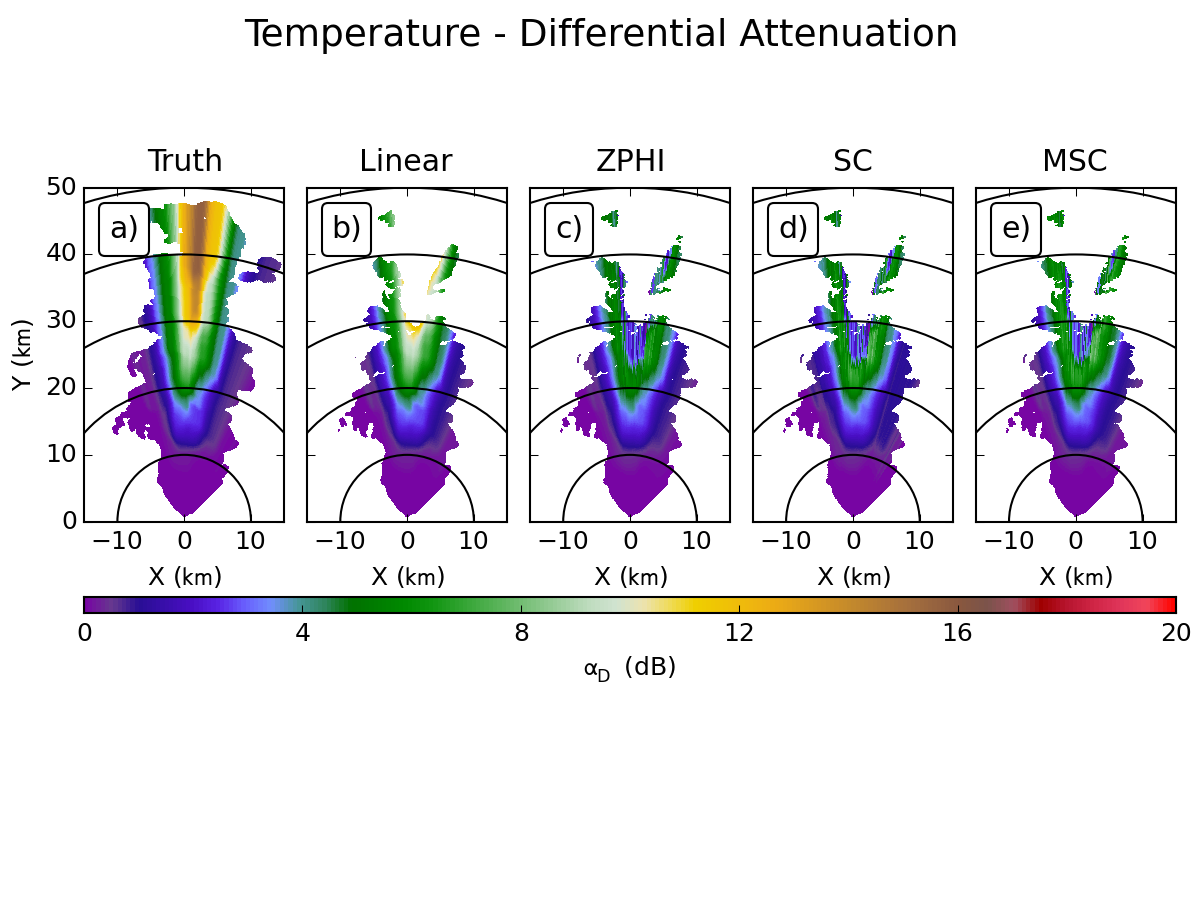 Temperature - Differential Attenuation
Truth Linear ZPHI SC MSC
a) b) c) d) e)
50
40
30
20
10
0
Y (km)
−10 0 10 −10 0 10 −10 0 10 −10 0 10 −10 0 10
X (km) X (km) X (km) X (km) X (km)
0 4 8 12 16 20
αD (dB)